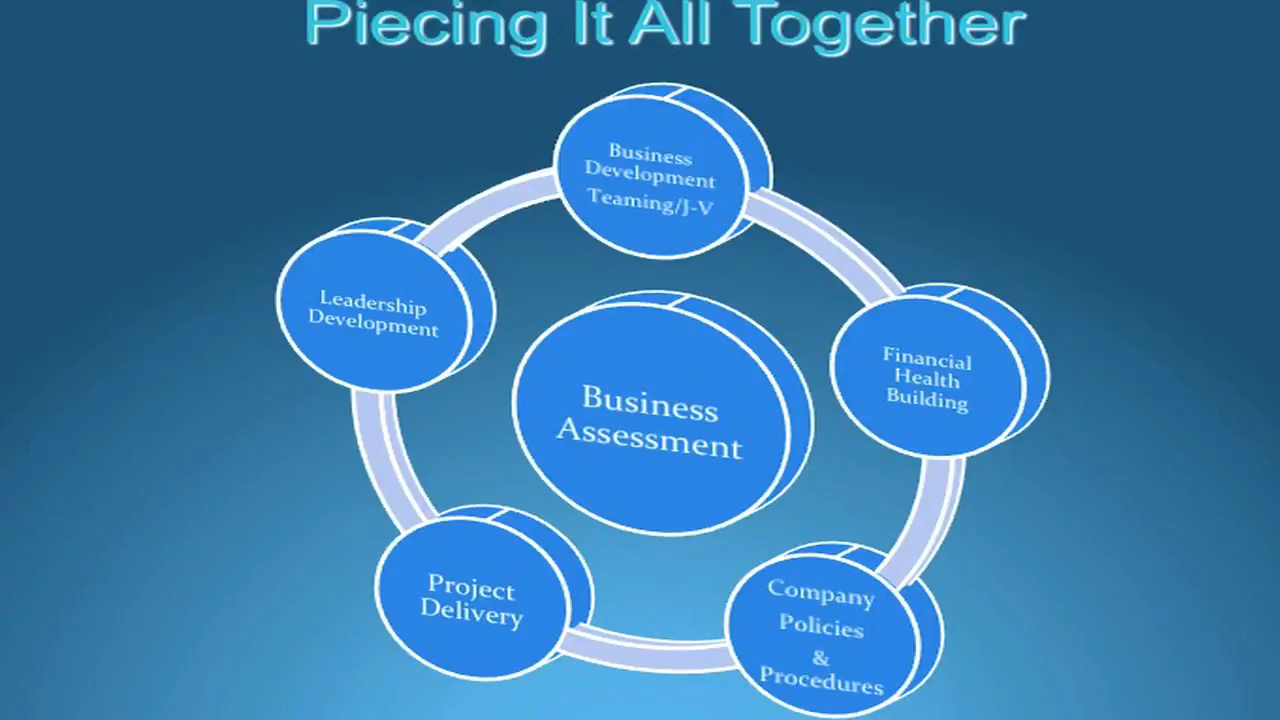 Piecing It All Together
Business
Development
Teaming/J-V
Leadership
Development
Financial
Health
Building
Business
Assessment
Project
Delivery
Company
Policies
&
Procedures